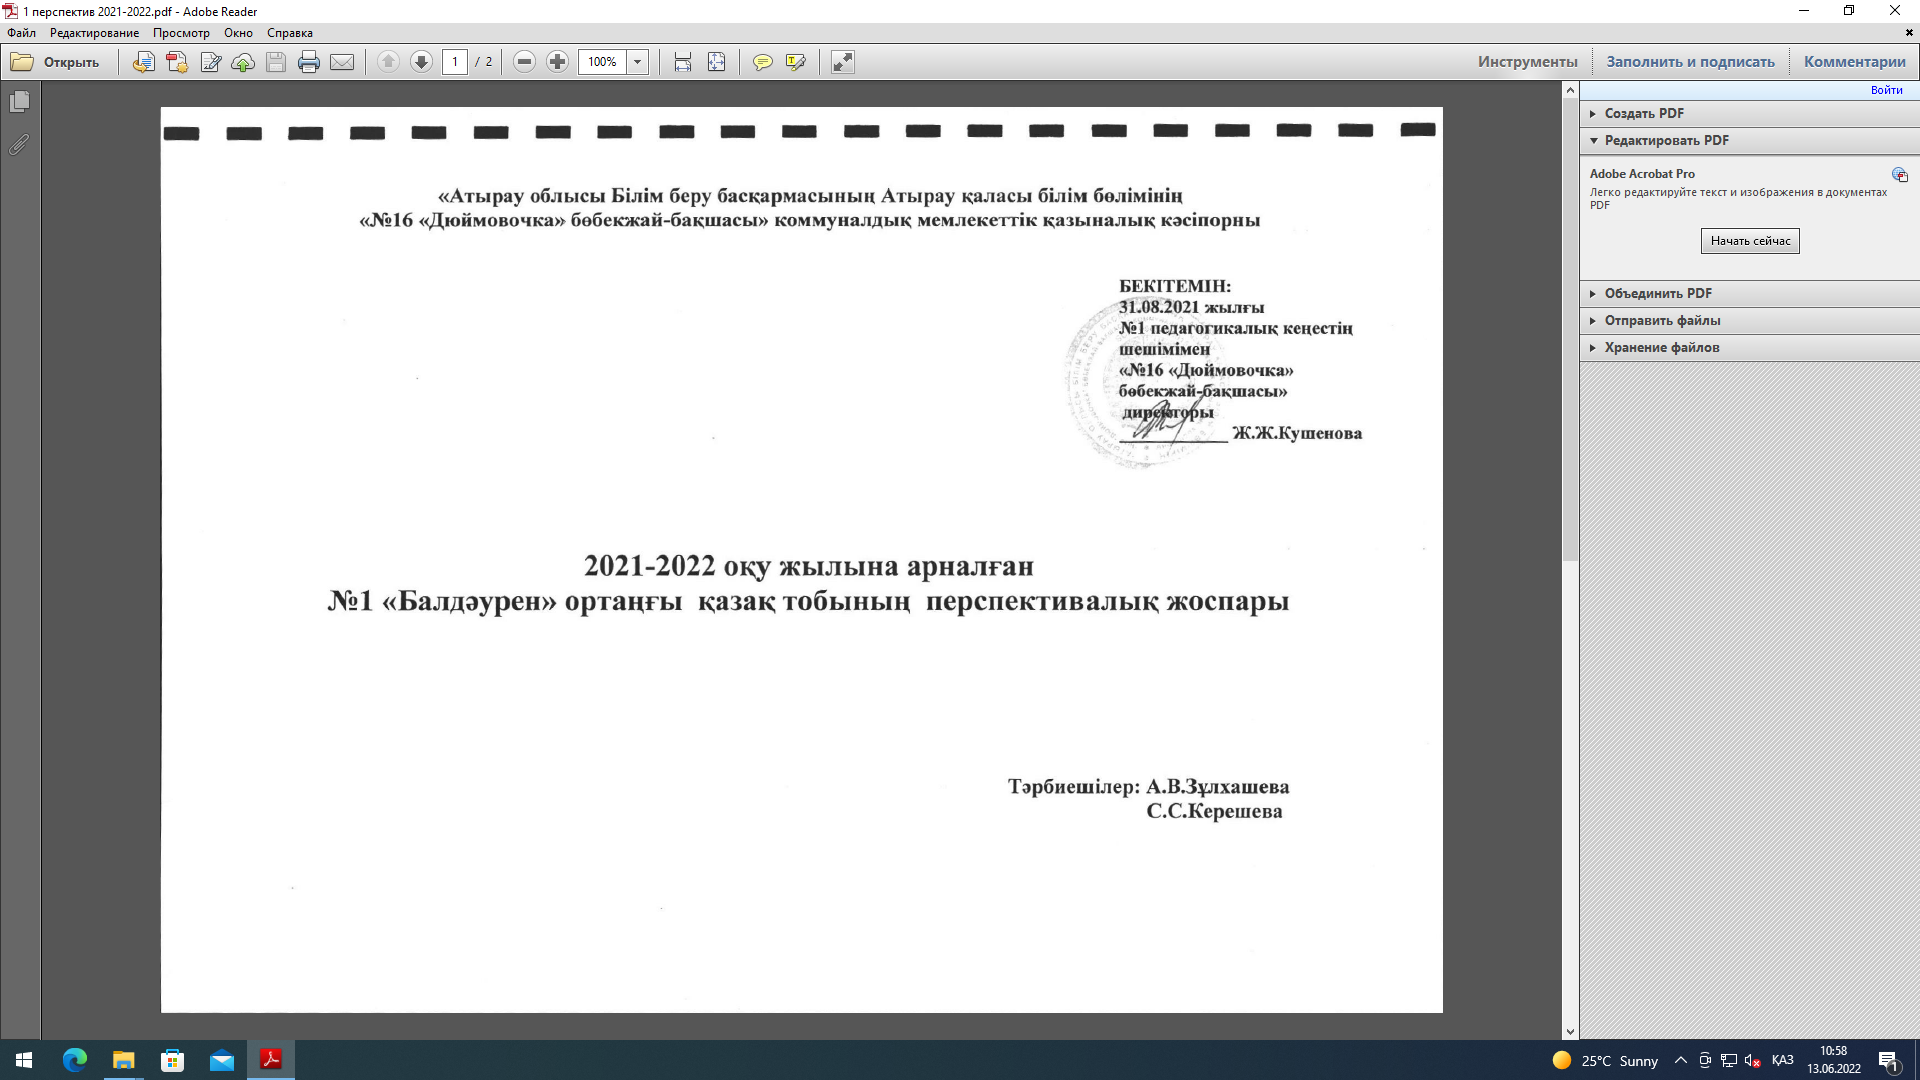 1 перспектив 2021-2022.pdf - Adobe Reader
Файл Редактирование Просмотр Окно Справка
Открыть 1 / 2 100% Инструменты Заполнить и подписать Комментарии
Войти
Создать PDF
Редактировать PDF
Adobe Acrobat Pro
Легко редактируйте текст и изображения в документах
PDF
Начать сейчас
Объединить PDF
Отправить файлы
Хранение файлов
«Атырау облысы Білім беру басқармасының Атырау қаласы білім бөлімінің
«№16 «Дюймовочка» бөбекжай-бақшасы» коммуналдық мемлекеттік қазыналық кәсіпорны
БЕКІТЕМІН:
31.08.2021 жылғы
№1 педагогикалық кеңестің
шешімімен
«№16 «Дюймовочка»
бөбекжай-бақшасы»
директоры
____________ Ж.Ж.Кушенова
2021-2022 оқу жылына арналған
№1 «Балдәурен» ортаңғы қазақ тобының перспективалық жоспары
Тәрбиешілер: А.В.Зұлхашева
С.С.Керешева
25°C Sunny ҚАЗ 10:58
13.06.2022
1